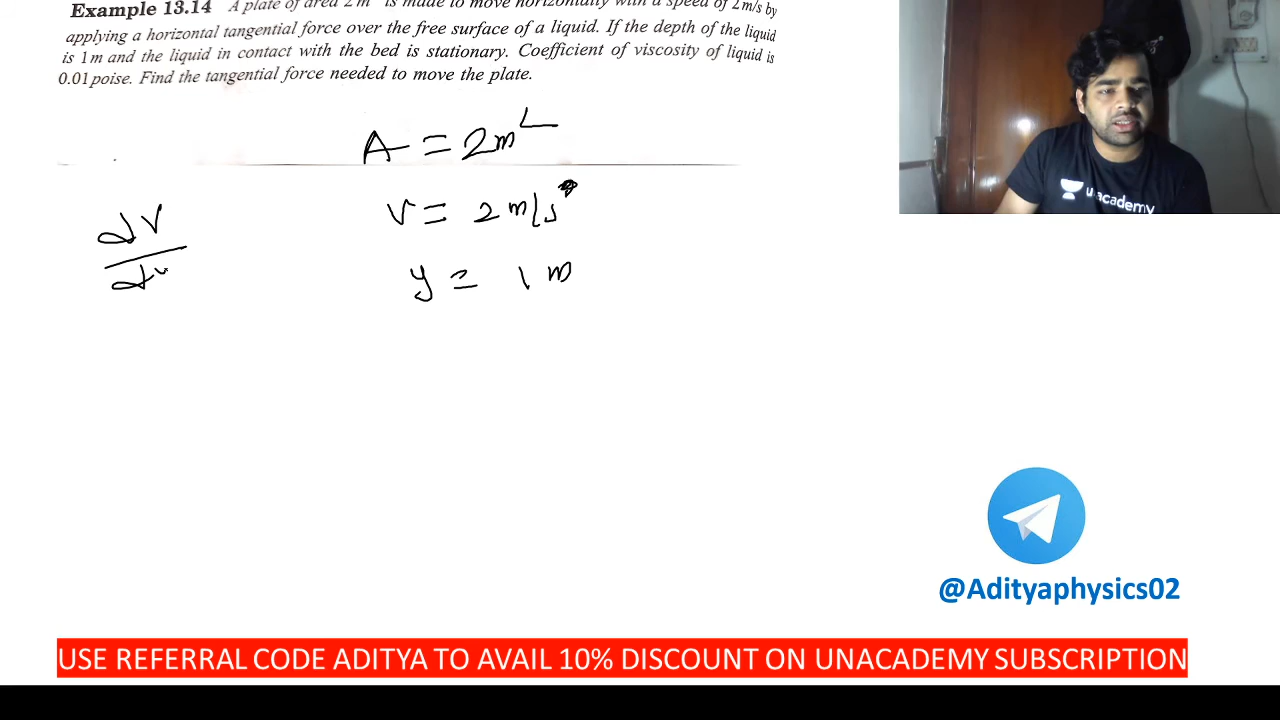 Example 13.14 A plate of area 2 m² is made to move horizontally with a speed of 2 m/s by
applying a horizontal tangential force over the free surface of a liquid. If the depth of the liquid
is 1 m and the liquid in contact with the bed is stationary. Coefficient of viscosity of liquid is
0.01 poise. Find the tangential force needed to move the plate.
A = 2m²
v = 2 m/s
y = 1 m
dv
unacademy
@Adityaphysics02
USE REFERRAL CODE ADITYA TO AVAIL 10% DISCOUNT ON UNACADEMY SUBSCRIPTION